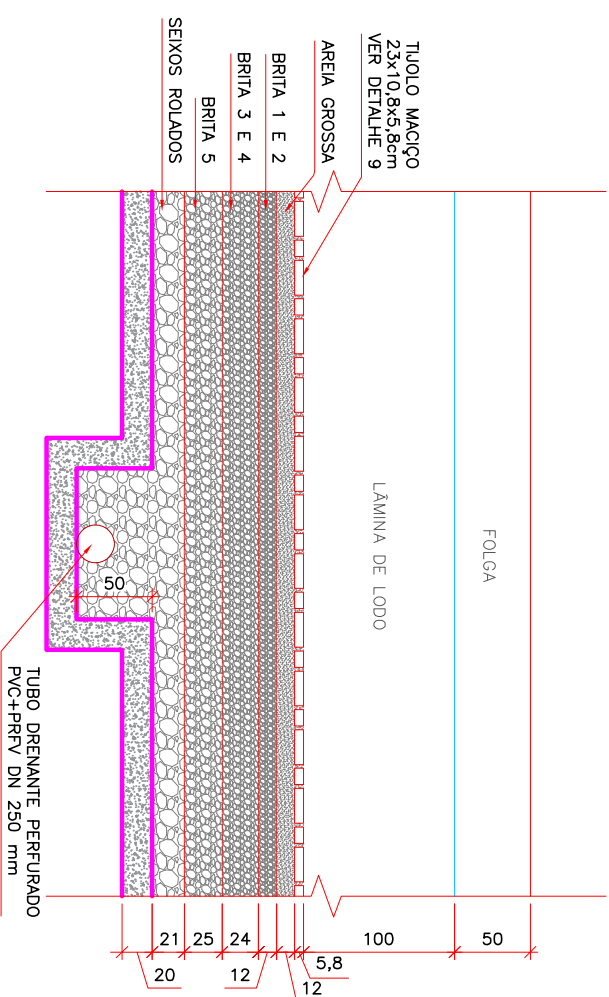 TIJOLO MACIÇO
23x10,8x5,8cm
VER DETALHE 9
AREIA GROSSA
BRITA 1 E 2
BRITA 3 E 4
BRITA 5
SEIXOS ROLADOS
FOLGA
LÂMINA DE LODO
50
TUBO DRENANTE PERFURADO
PVC+PRFV DN 250 mm
50
100
5,8
12
12
24
25
21
20